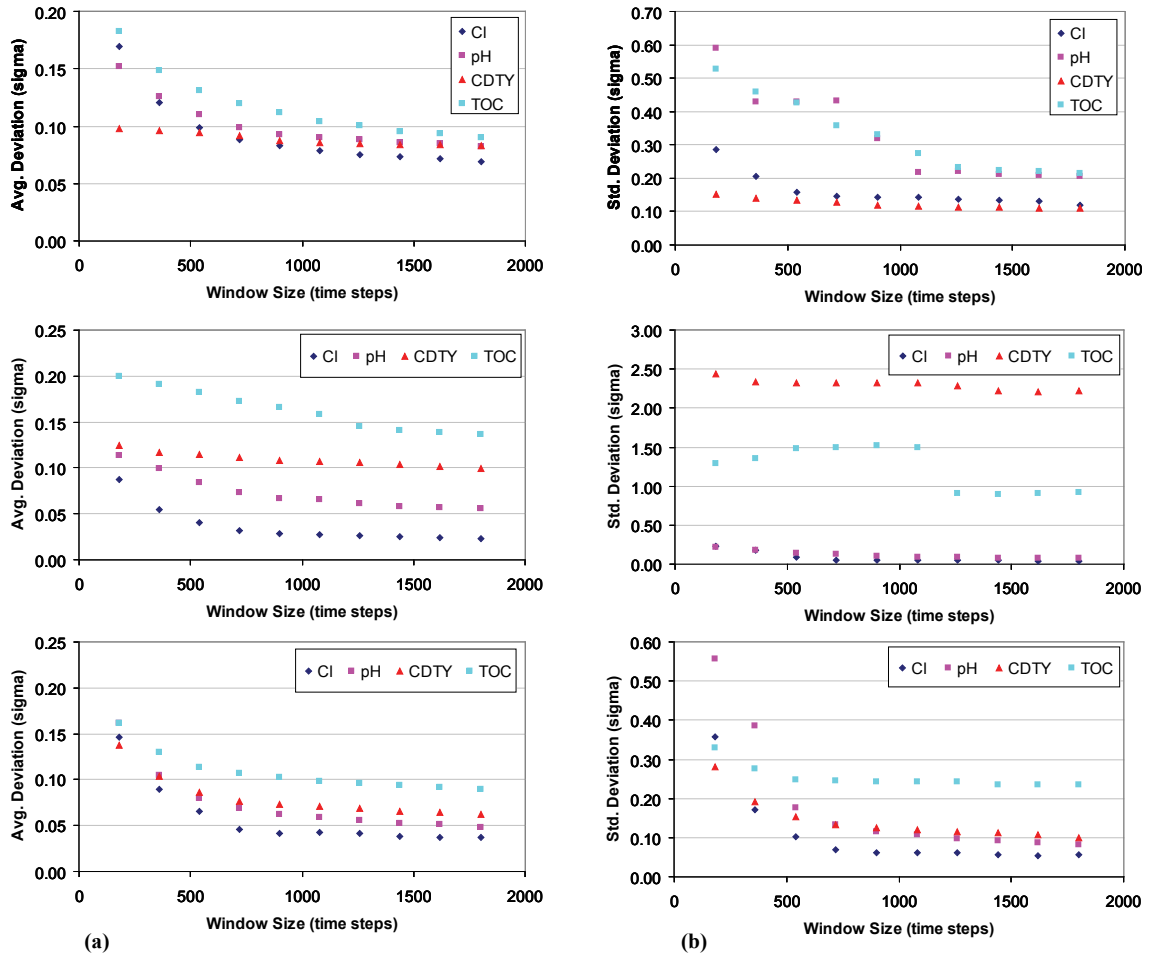 Avg. Deviation (sigma)
0.20
0.15
0.10
0.05
0.00
0 500 1000 1500 2000
Window Size (time steps)
Cl
pH
CDTY
TOC
Std. Deviation (sigma)
0.70
0.60
0.50
0.40
0.30
0.20
0.10
0.00
0 500 1000 1500 2000
Window Size (time steps)
Cl
pH
CDTY
TOC
Avg. Deviation (sigma)
0.25
0.20
0.15
0.10
0.05
0.00
0 500 1000 1500 2000
Window Size (time steps)
Cl pH CDTY TOC
Std. Deviation (sigma)
3.00
2.50
2.00
1.50
1.00
0.50
0.00
0 500 1000 1500 2000
Window Size (time steps)
Cl pH CDTY TOC
Avg. Deviation (sigma)
0.25
0.20
0.15
0.10
0.05
0.00
0 500 1000 1500 2000
Window Size (time steps)
Cl pH CDTY TOC
Std. Deviation (sigma)
0.60
0.50
0.40
0.30
0.20
0.10
0.00
0 500 1000 1500 2000
Window Size (time steps)
Cl pH CDTY TOC
(a)
(b)